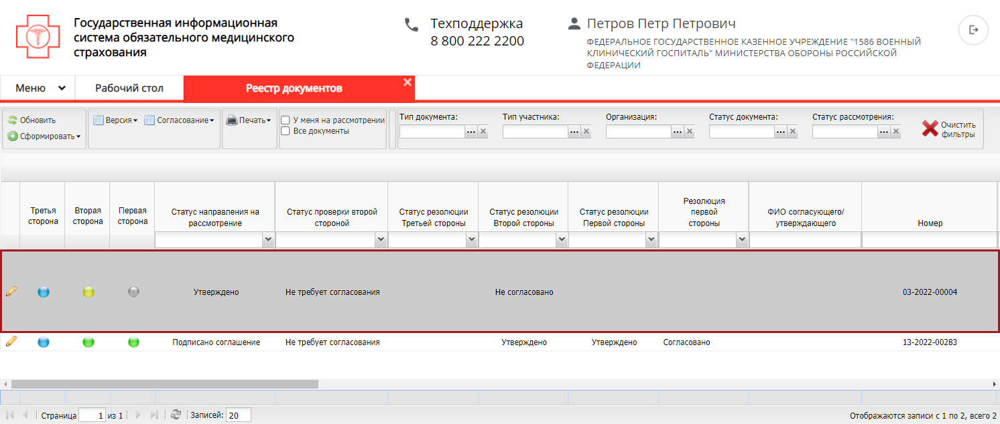 Государственная информационная
система обязательного медицинского
страхования
Техподдержка
8 800 222 2200
Петров Петр Петрович
ФЕДЕРАЛЬНОЕ ГОСУДАРСТВЕННОЕ КАЗЕННОЕ УЧРЕЖДЕНИЕ "1586 ВОЕННЫЙ
КЛИНИЧЕСКИЙ ГОСПИТАЛЬ" МИНИСТЕРСТВА ОБОРОНЫ РОССИЙСКОЙ
ФЕДЕРАЦИИ
Меню Рабочий стол Реестр документов
Обновить Версия Согласование Печать У меня на рассмотрении Тип документа: Тип участника: Организация: Статус документа: Статус рассмотрения: Очистить
Сформировать Все документы фильтры
Третья
сторона
Вторая
сторона
Первая
сторона
Статус направления на
рассмотрение
Статус проверки второй
стороной
Статус резолюции
Третьей стороны
Статус резолюции
Второй стороны
Статус резолюции
Первой стороны
Резолюция
первой
стороны
ФИО согласующего/
утверждающего
Номер
Утверждено Не требует согласования Не согласовано 03-2022-00004
Подписано соглашение Не требует согласования Утверждено Утверждено Согласовано 13-2022-00283
Страница 1 из 1 Записей: 20 Отображаются записи с 1 по 2, всего 2